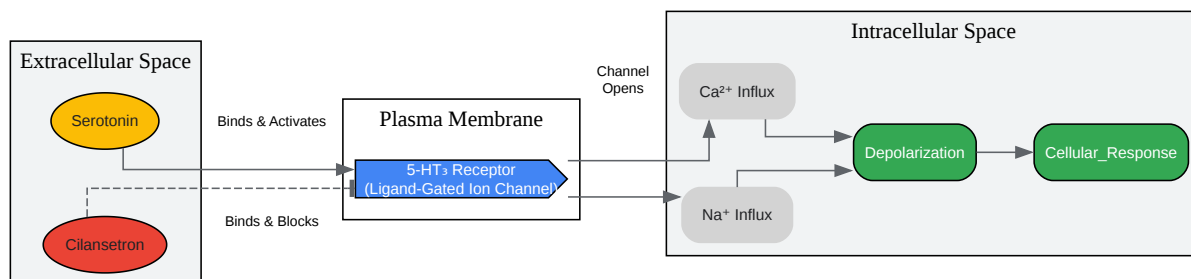 Extracellular Space
Serotonin
Cilansetron
Binds & Activates
Binds & Blocks
Plasma Membrane
5-HT₃ Receptor
(Ligand-Gated Ion Channel)
Channel
Opens
Intracellular Space
Ca²⁺ Influx
Na⁺ Influx
Depolarization
Cellular_Response